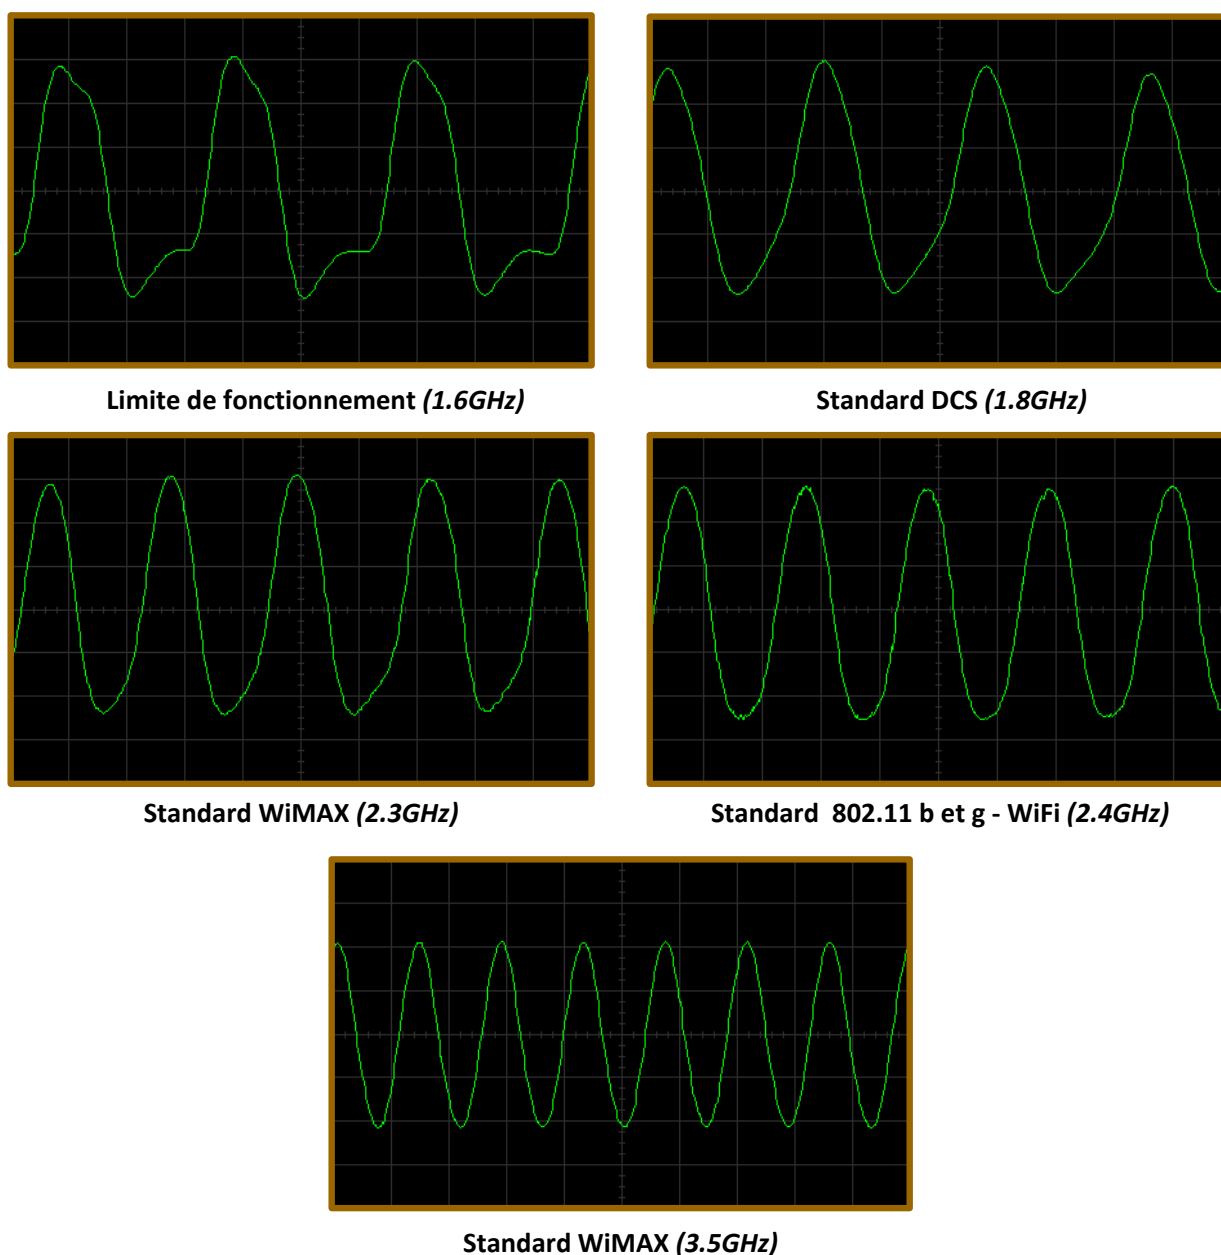 Limite de fonctionnement (1.6GHz)
Standard DCS (1.8GHz)
Standard WiMAX (2.3GHz)
Standard  802.11 b et g - WiFi (2.4GHz)
Standard WiMAX (3.5GHz)